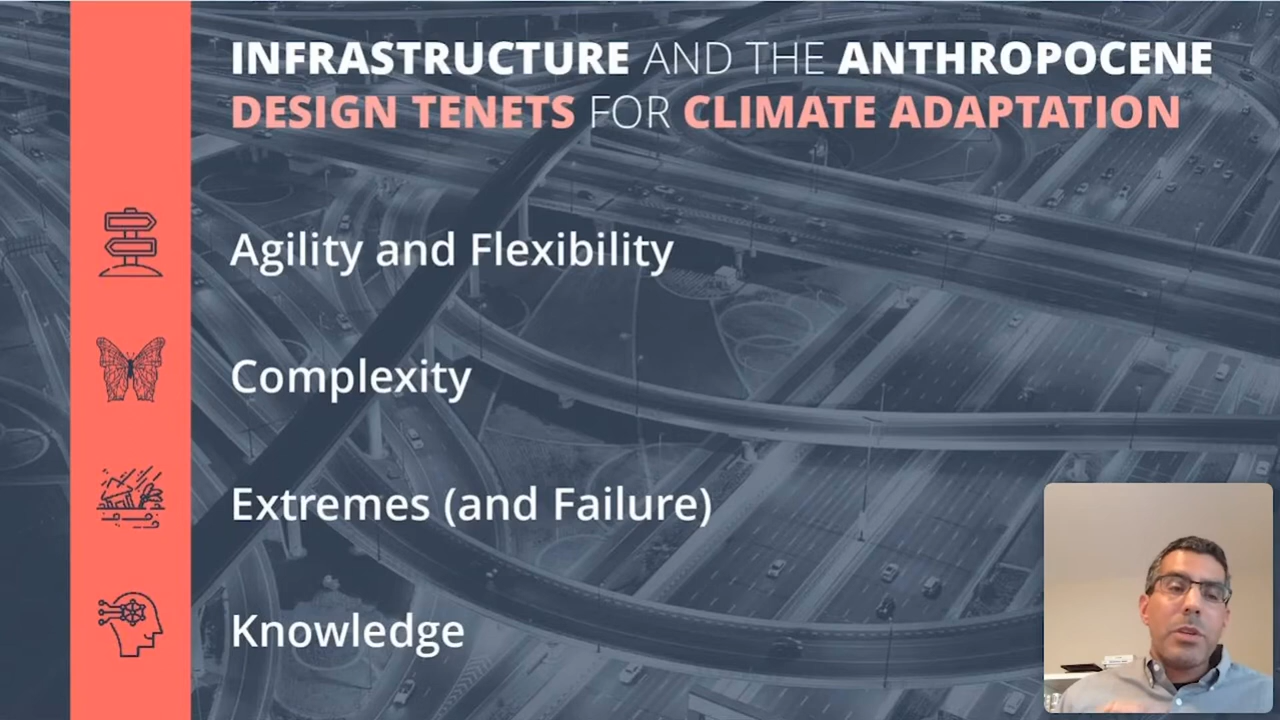 INFRASTRUCTURE AND THE ANTHROPOCENE
DESIGN TENETS FOR CLIMATE ADAPTATION
Agility and Flexibility
Complexity
Extremes (and Failure)
Knowledge